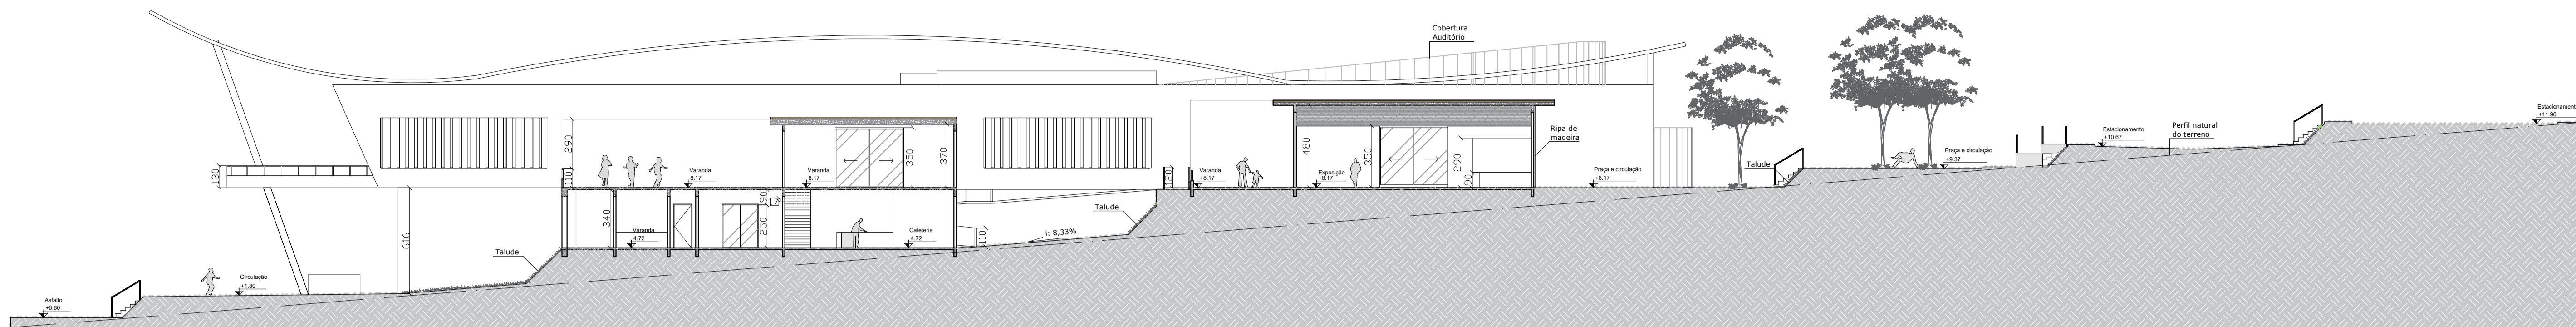 Cobertura
Auditório
Estacionamento
+11.90
Estacionamento
+10.67
Perfil natural
do terreno
Ripa de
madeira
290
480
350
350
370
290
Praça e circulação
+9.37
Talude
130
110
Varanda
8.17
Varanda
8.17
120
Varanda
+8.17
Exposição
+8.17
90
Praça e circulação
+8.17
340
90
17
250
616
Varanda
4.72
Cafeteria
4.72
Talude
110
i: 8,33%
Talude
Circulação
+1.80
Asfalto
+0.60